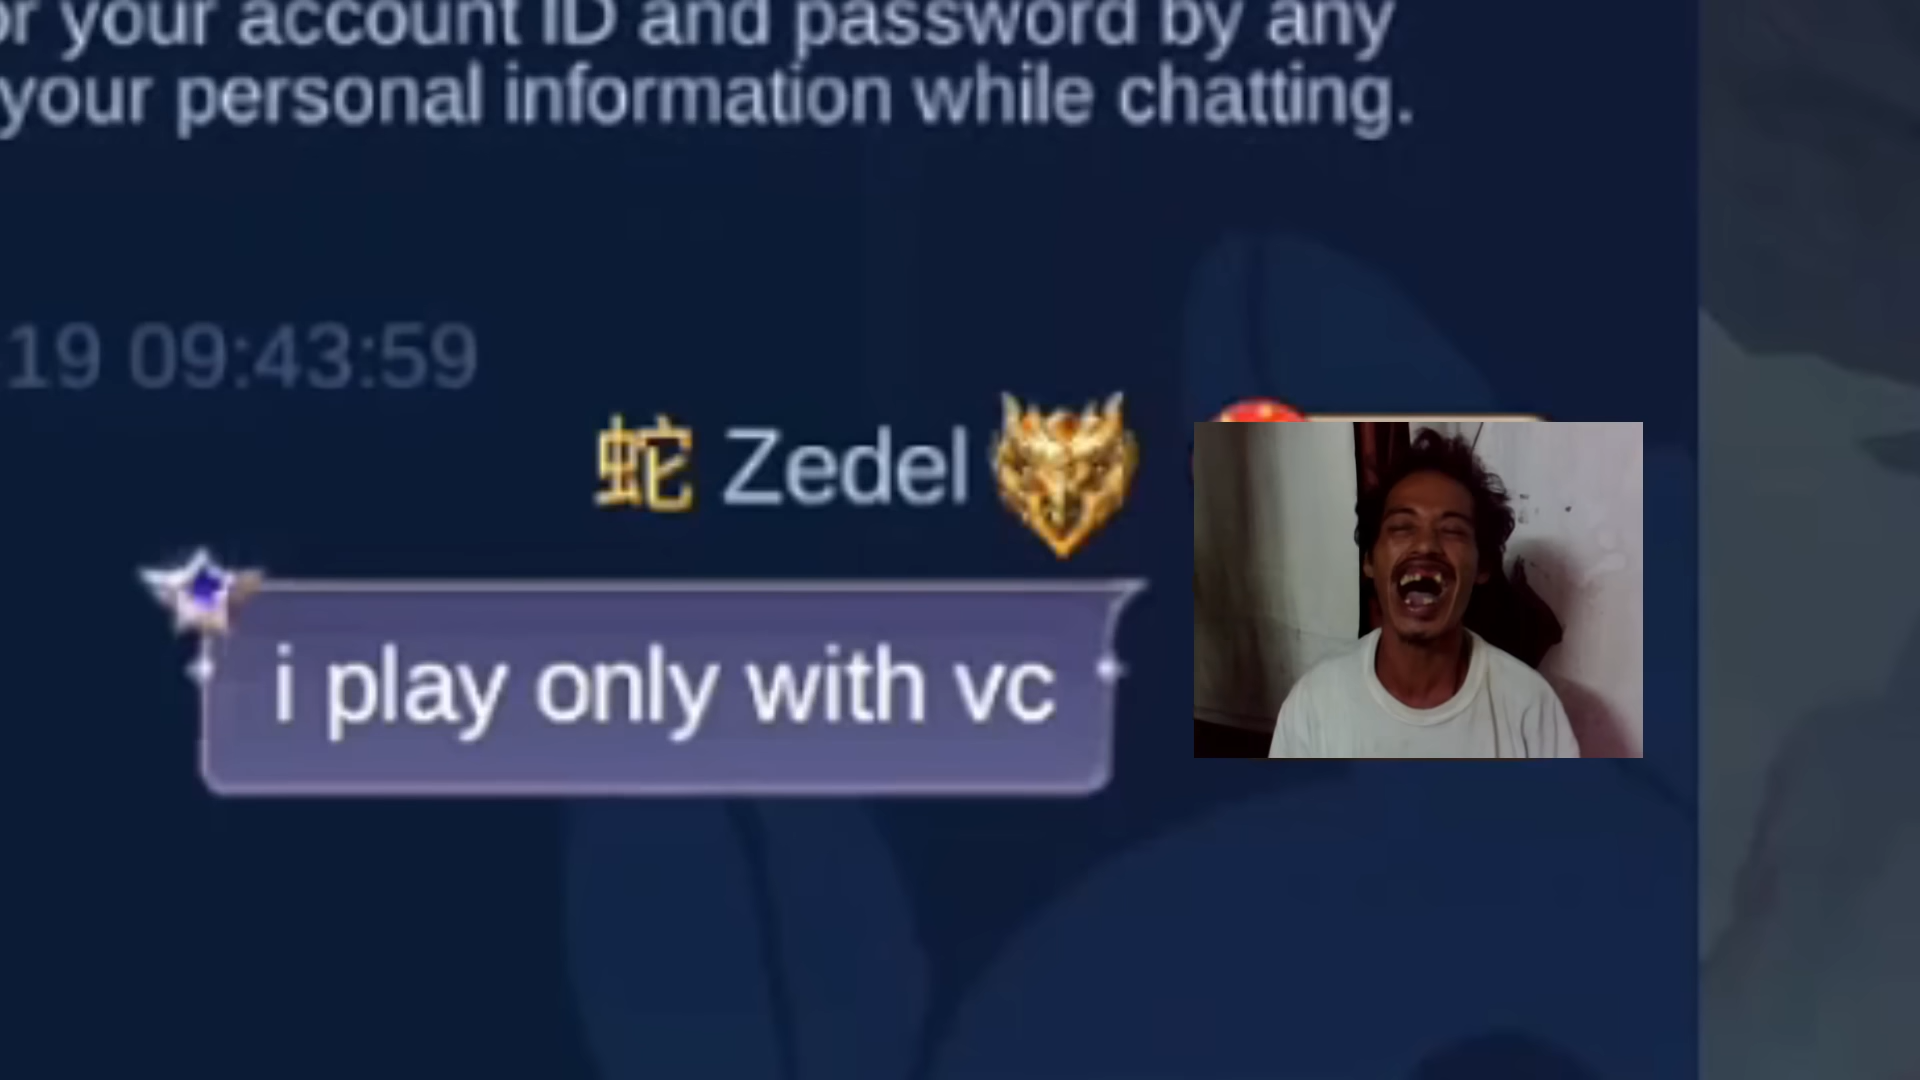 or your account ID and password by any
your personal information while chatting.
19 09:43:59
蛇 Zedel
i play only with vc